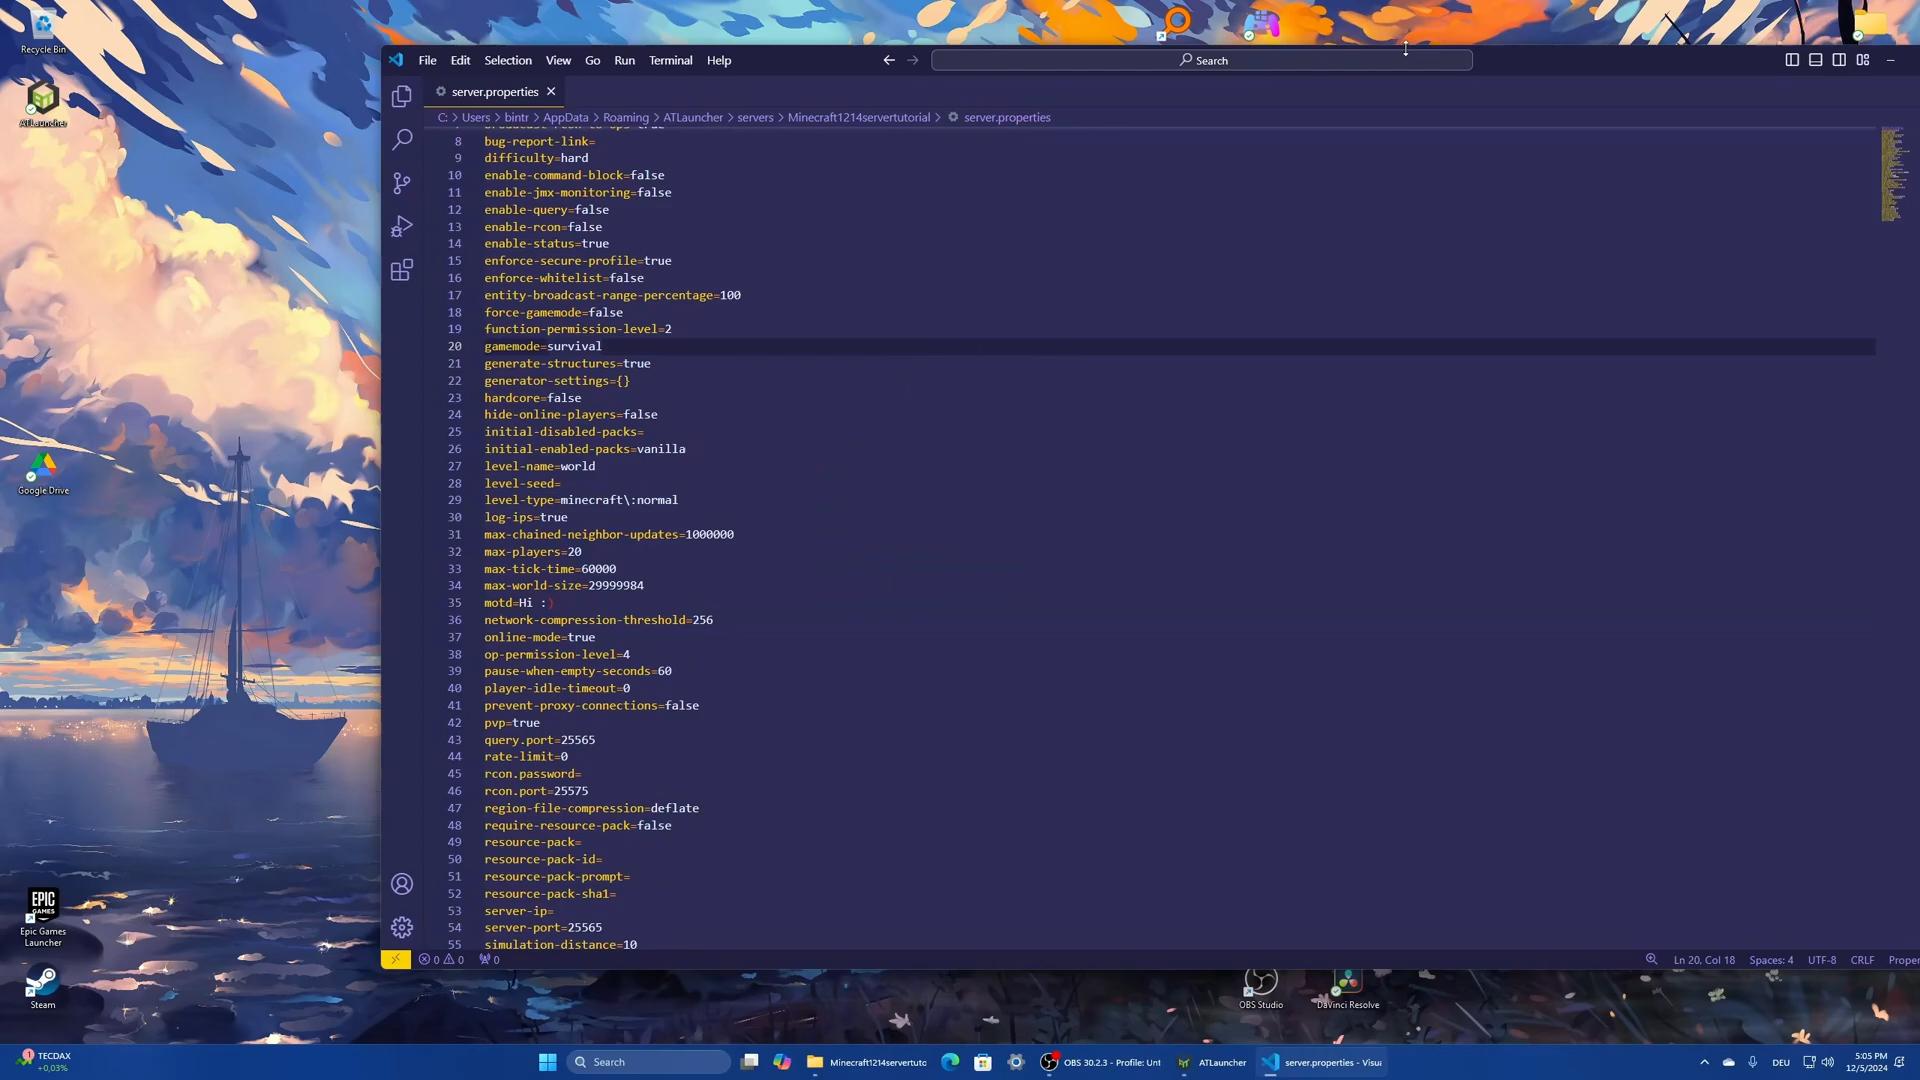 Recycle Bin
ATLauncher
Google Drive
EPIC
GAMES
Epic Games
Launcher
Steam
File Edit Selection View Go Run Terminal Help
Search
server.properties
C: > Users > bintr > AppData > Roaming > ATLauncher > servers > Minecraft1214servertutorial > server.properties
8 bug-report-link=
9 difficulty=hard
10 enable-command-block=false
11 enable-jmx-monitoring=false
12 enable-query=false
13 enable-rcon=false
14 enable-status=true
15 enforce-secure-profile=true
16 enforce-whitelist=false
17 entity-broadcast-range-percentage=100
18 force-gamemode=false
19 function-permission-level=2
20 gamemode=survival
21 generate-structures=true
22 generator-settings={}
23 hardcore=false
24 hide-online-players=false
25 initial-disabled-packs=
26 initial-enabled-packs=vanilla
27 level-name=world
28 level-seed=
29 level-type=minecraft\:normal
30 log-ips=true
31 max-chained-neighbor-updates=1000000
32 max-players=20
33 max-tick-time=60000
34 max-world-size=29999984
35 motd=Hi :)
36 network-compression-threshold=256
37 online-mode=true
38 op-permission-level=4
39 pause-when-empty-seconds=60
40 player-idle-timeout=0
41 prevent-proxy-connections=false
42 pvp=true
43 query.port=25565
44 rate-limit=0
45 rcon.password=
46 rcon.port=25575
47 region-file-compression=deflate
48 require-resource-pack=false
49 resource-pack=
50 resource-pack-id=
51 resource-pack-prompt=
52 resource-pack-sha1=
53 server-ip=
54 server-port=25565
55 simulation-distance=10
0 0 0
Ln 20, Col 18 Spaces: 4 UTF-8 CRLF Proper
OBS Studio
DaVinci Resolve
1
TECDAX
+0,03%
Search
Minecraft1214servertuto
OBS 30.2.3 - Profile: Unt
ATLauncher
server.properties - Visua
DEU
5:05 PM
12/5/2024